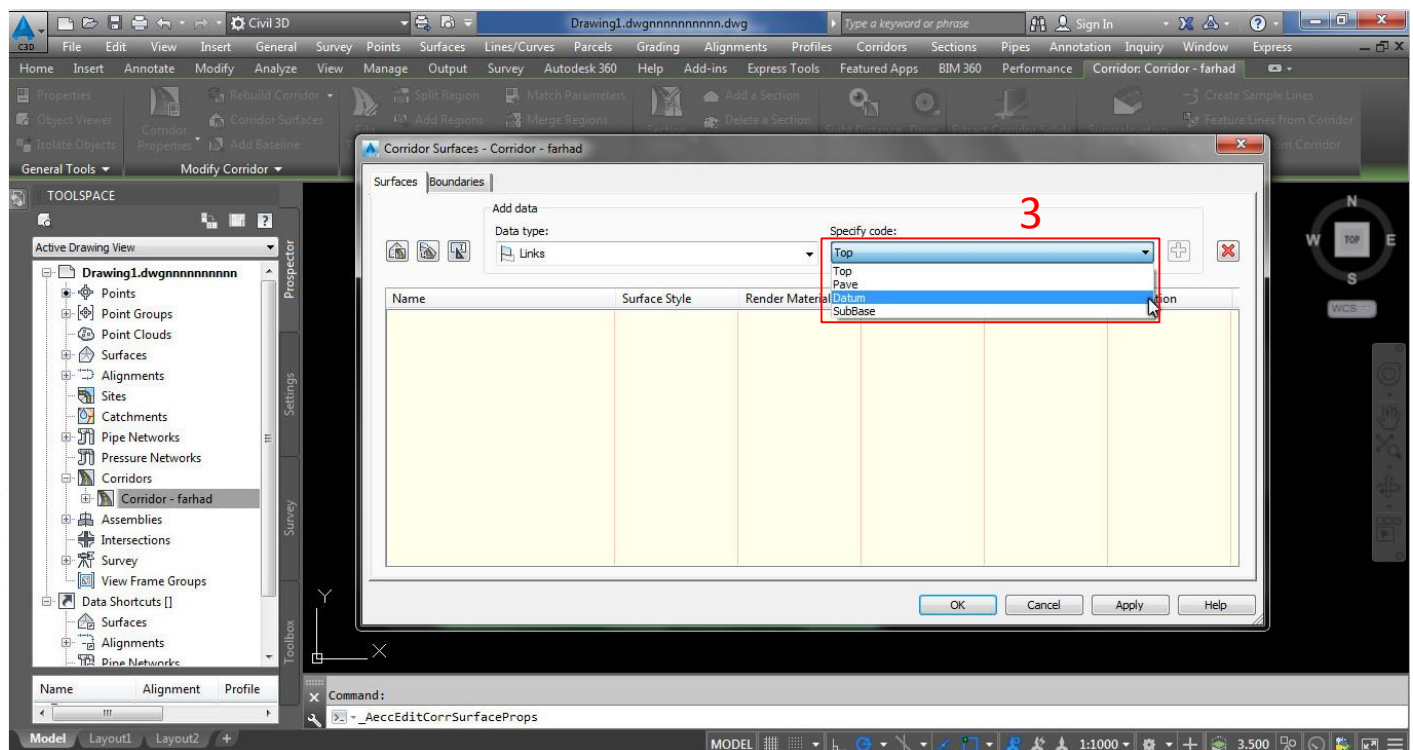 Civil 3D
Drawing1.dwgnnnnnnnnnn.dwg
Type a keyword or phrase
Sign In
C3D File Edit View Insert General Survey Points Surfaces Lines/Curves Parcels Grading Alignments Profiles Corridors Sections Pipes Annotation Inquiry Window Express
Home Insert Annotate Modify Analyze View Manage Output Survey Autodesk 360 Help Add-ins Express Tools Featured Apps BIM 360 Performance Corridor: Corridor - farhad
Properties Rebuild Corridor Split Region Match Parameters Add a Section Create Sample Lines
Object Viewer Corridor Surfaces Add Regions Merge Regions Delete a Section Feature Lines from Corridor
Isolate Objects Corridor Properties Add Baseline
General Tools Modify Corridor
Corridor Surfaces - Corridor - farhad
Surfaces Boundaries
Add data
3
Data type: Specify code:
Links Top
Top
Pave
Datum
SubBase
Name Surface Style Render Material
OK Cancel Apply Help
TOOLSPACE
Active Drawing View
Drawing1.dwgnnnnnnnnnn
Points
Point Groups
Point Clouds
Surfaces
Alignments
Sites
Catchments
Pipe Networks
Pressure Networks
Corridors
Corridor - farhad
Assemblies
Intersections
Survey
View Frame Groups
Data Shortcuts []
Surfaces
Alignments
Pipe Networks
Name Alignment Profile
Prospector
Settings
Survey
Toolbox
N
W TOP E
S
WCS
Y
X
Command:
_AeccEditCorrSurfaceProps
Model Layout1 Layout2 +
MODEL 1:1000 3.500